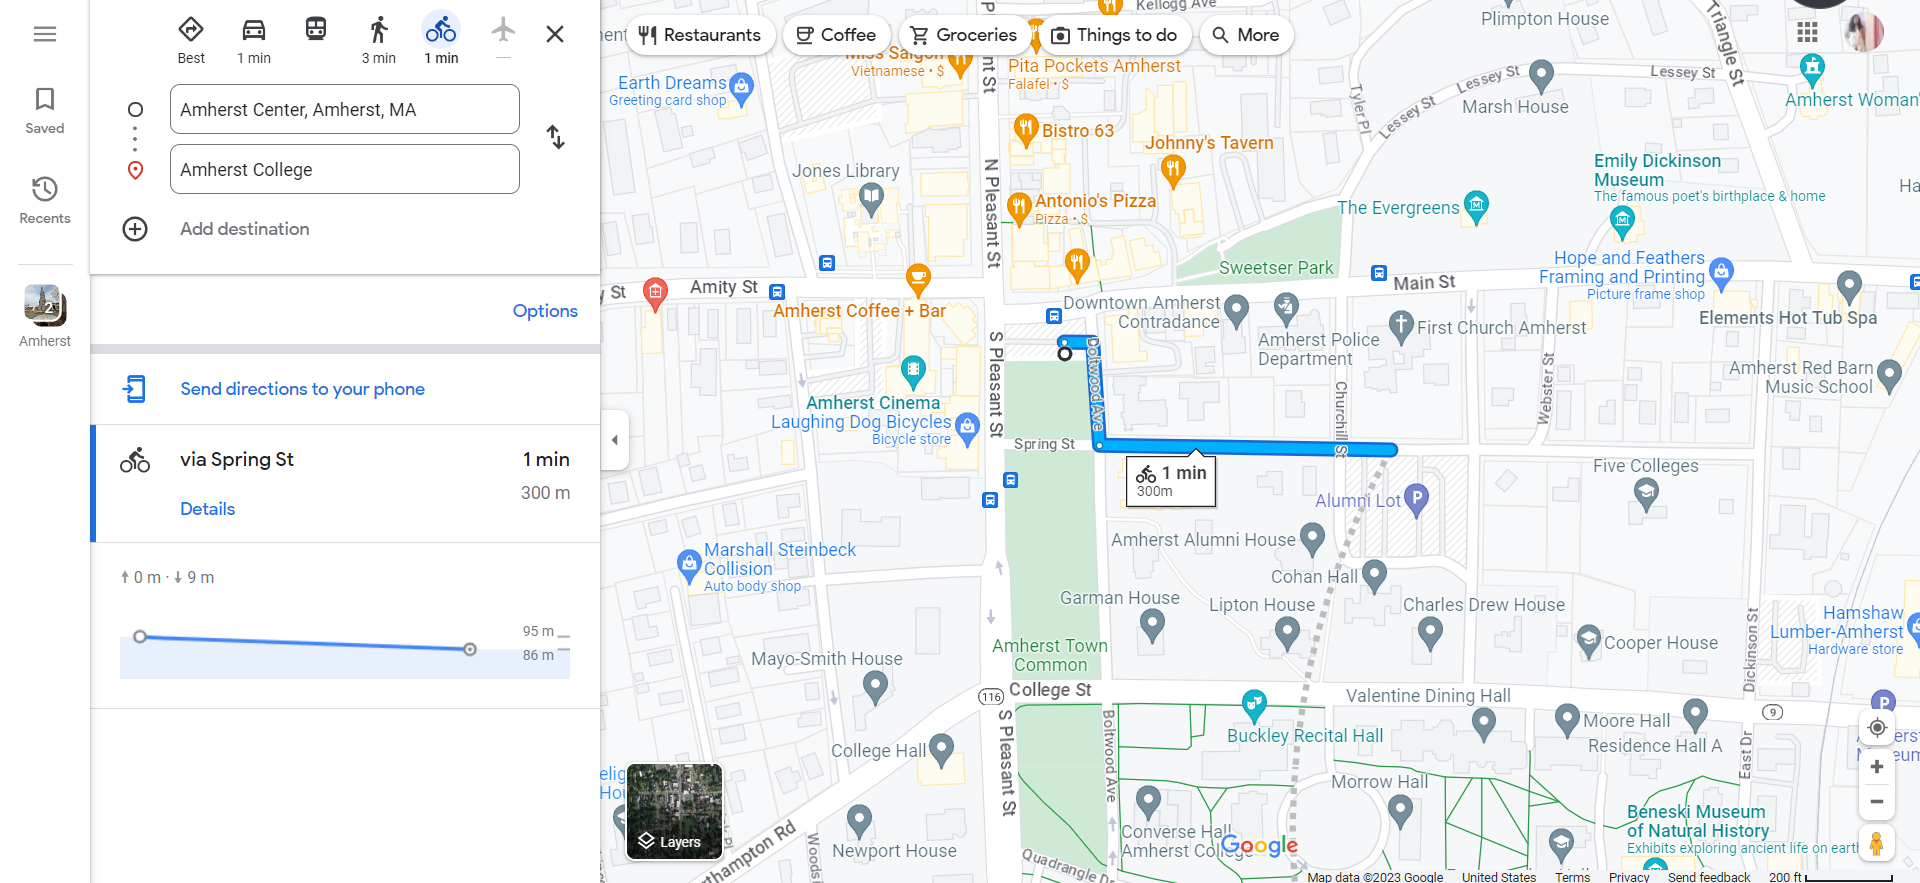 Best
1 min
3 min
1 min
Saved
Recents
2
Amherst
Amherst Center, Amherst, MA
Amherst College
Add destination
Options
Send directions to your phone
via Spring St
1 min
300 m
Details
0 m · 9 m
95 m
86 m
Restaurants
Coffee
Groceries
Things to do
More
Kellogg Ave
Plimpton House
Triangle St
Miss Saigon
Vietnamese • $
Pita Pockets Amherst
Falafel • $
Earth Dreams
Greeting card shop
Lessey St
Lessey St
Lessey St
Marsh House
Tyler Pl
Amherst Woman'
Bistro 63
Johnny's Tavern
Jones Library
N Pleasant St
Antonio's Pizza
Pizza • $
Emily Dickinson
Museum
The famous poet's birthplace & home
The Evergreens
Sweetser Park
Hope and Feathers
Framing and Printing
Picture frame shop
Main St
Amity St
Amherst Coffee + Bar
Downtown Amherst
Contradance
Amherst Police
Department
First Church Amherst
Elements Hot Tub Spa
S Pleasant St
Boltwood Ave
Churchill St
Webster St
Amherst Red Barn
Music School
Amherst Cinema
Laughing Dog Bicycles
Bicycle store
Spring St
1 min
300m
Five Colleges
Alumni Lot
P
Amherst Alumni House
Cohan Hall
Marshall Steinbeck
Collision
Auto body shop
Garman House
Lipton House
Charles Drew House
Cooper House
Hamshaw
Lumber-Amherst
Hardware store
Dickinson St
Amherst Town
Common
Mayo-Smith House
116
College St
Valentine Dining Hall
9
P
Moore Hall
Residence Hall A
Buckley Recital Hall
College Hall
S Pleasant St
Boltwood Ave
East Dr
Morrow Hall
Newport House
Converse Hall
Amherst College
Beneski Museum
of Natural History
Exhibits exploring ancient life on earth
Quadrangle Dr
Layers
Google
Map data ©2023 Google
United States
Terms
Privacy
Send feedback
200 ft